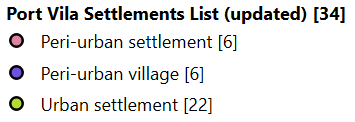 Port Vila Settlements List (updated) [34]
Peri-urban settlement [6]
Peri-urban village [6]
Urban settlement [22]